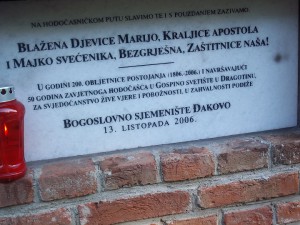 NA HODOČASNIČKOM PUTU SLAVIMO TE I S POUZDANJEM ZAZIVAMO:
BLAŽENA DJEVICE MARIJO, KRALJICE APOSTOLA
I MAJKO SVEĆENIKA, BEZGRJEŠNA, ZAŠTITNICE NAŠA!
U GODINI 200. OBLJETNICE POSTOJANJA (1806.-2006.) I NAVRŠAVAJUĆI
50 GODINA ZAVJETNOGA HODOČAŠĆA U GOSPINO SVETIŠTE U DRAGOTINU,
ZA SVJEDOČANSTVO ŽIVE VJERE I POBOŽNOSTI, U ZAHVALNOSTI PODIŽE
BOGOSLOVNO SJEMENIŠTE ĐAKOVO
13. LISTOPADA 2006.